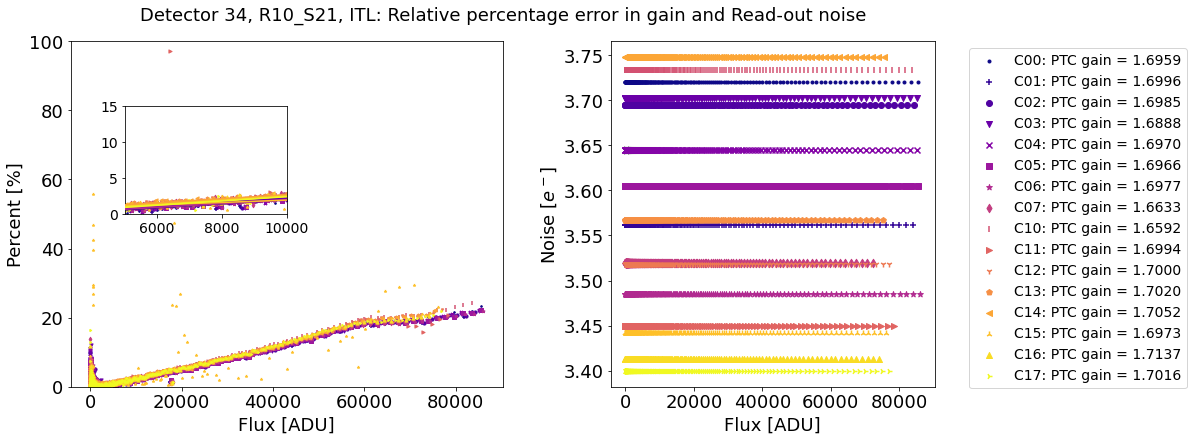 Detector 34, R10_S21, ITL: Relative percentage error in gain and Read-out noise
Percent [%]
100
80
60
40
20
0
15
10
5
0
6000 8000 10000
0 20000 40000 60000 80000
Flux [ADU]
Noise [e⁻]
3.75
3.70
3.65
3.60
3.55
3.50
3.45
3.40
0 20000 40000 60000 80000
Flux [ADU]
C00: PTC gain = 1.6959
C01: PTC gain = 1.6996
C02: PTC gain = 1.6985
C03: PTC gain = 1.6888
C04: PTC gain = 1.6970
C05: PTC gain = 1.6966
C06: PTC gain = 1.6977
C07: PTC gain = 1.6633
C10: PTC gain = 1.6592
C11: PTC gain = 1.6994
C12: PTC gain = 1.7000
C13: PTC gain = 1.7020
C14: PTC gain = 1.7052
C15: PTC gain = 1.6973
C16: PTC gain = 1.7137
C17: PTC gain = 1.7016